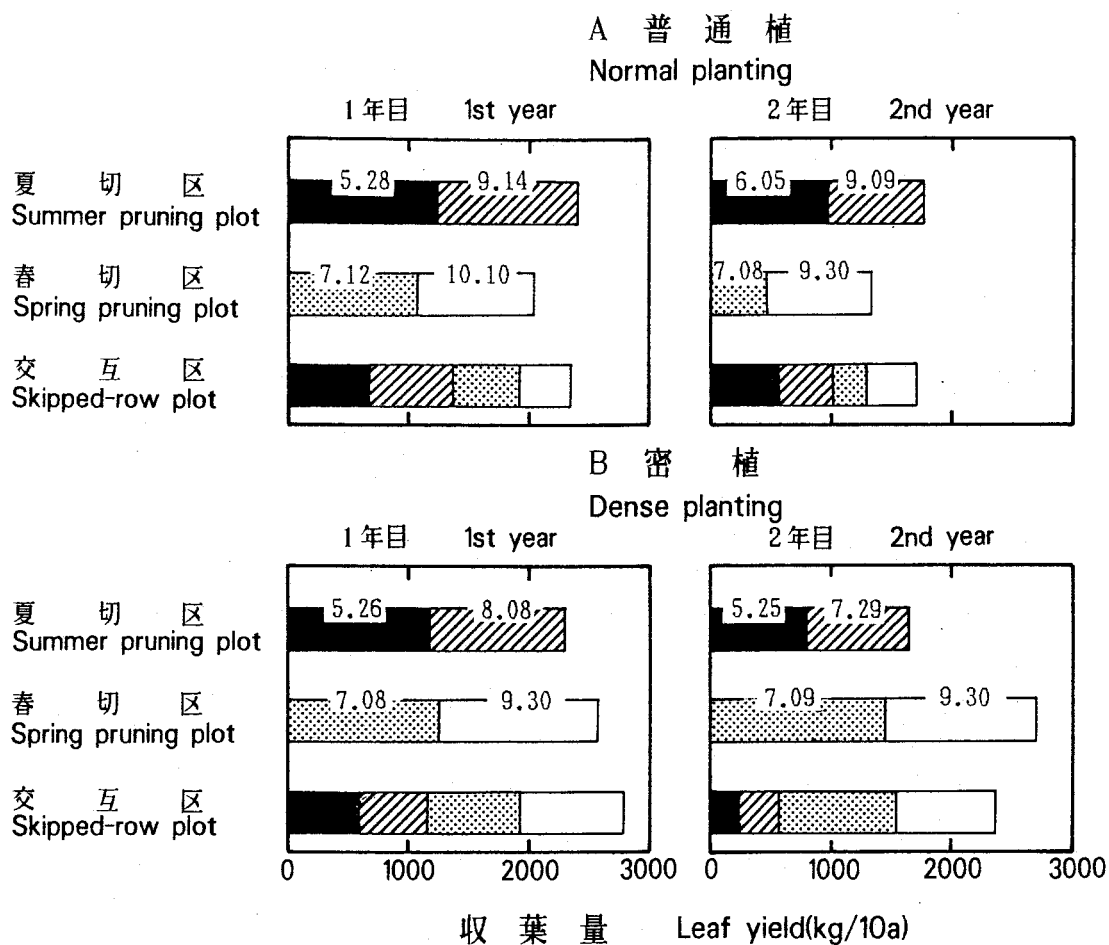 A 普通植
Normal planting
1年目 1st year 2年目 2nd year
夏切区
Summer pruning plot
5.28 9.14 6.05 9.09
春切区
Spring pruning plot
7.12 10.10 7.08 9.30
交互区
Skipped-row plot
B 密植
Dense planting
1年目 1st year 2年目 2nd year
夏切区
Summer pruning plot
5.26 8.08 5.25 7.29
春切区
Spring pruning plot
7.08 9.30 7.09 9.30
交互区
Skipped-row plot
0 1000 2000 3000 0 1000 2000 3000
収葉量 Leaf yield(kg/10a)